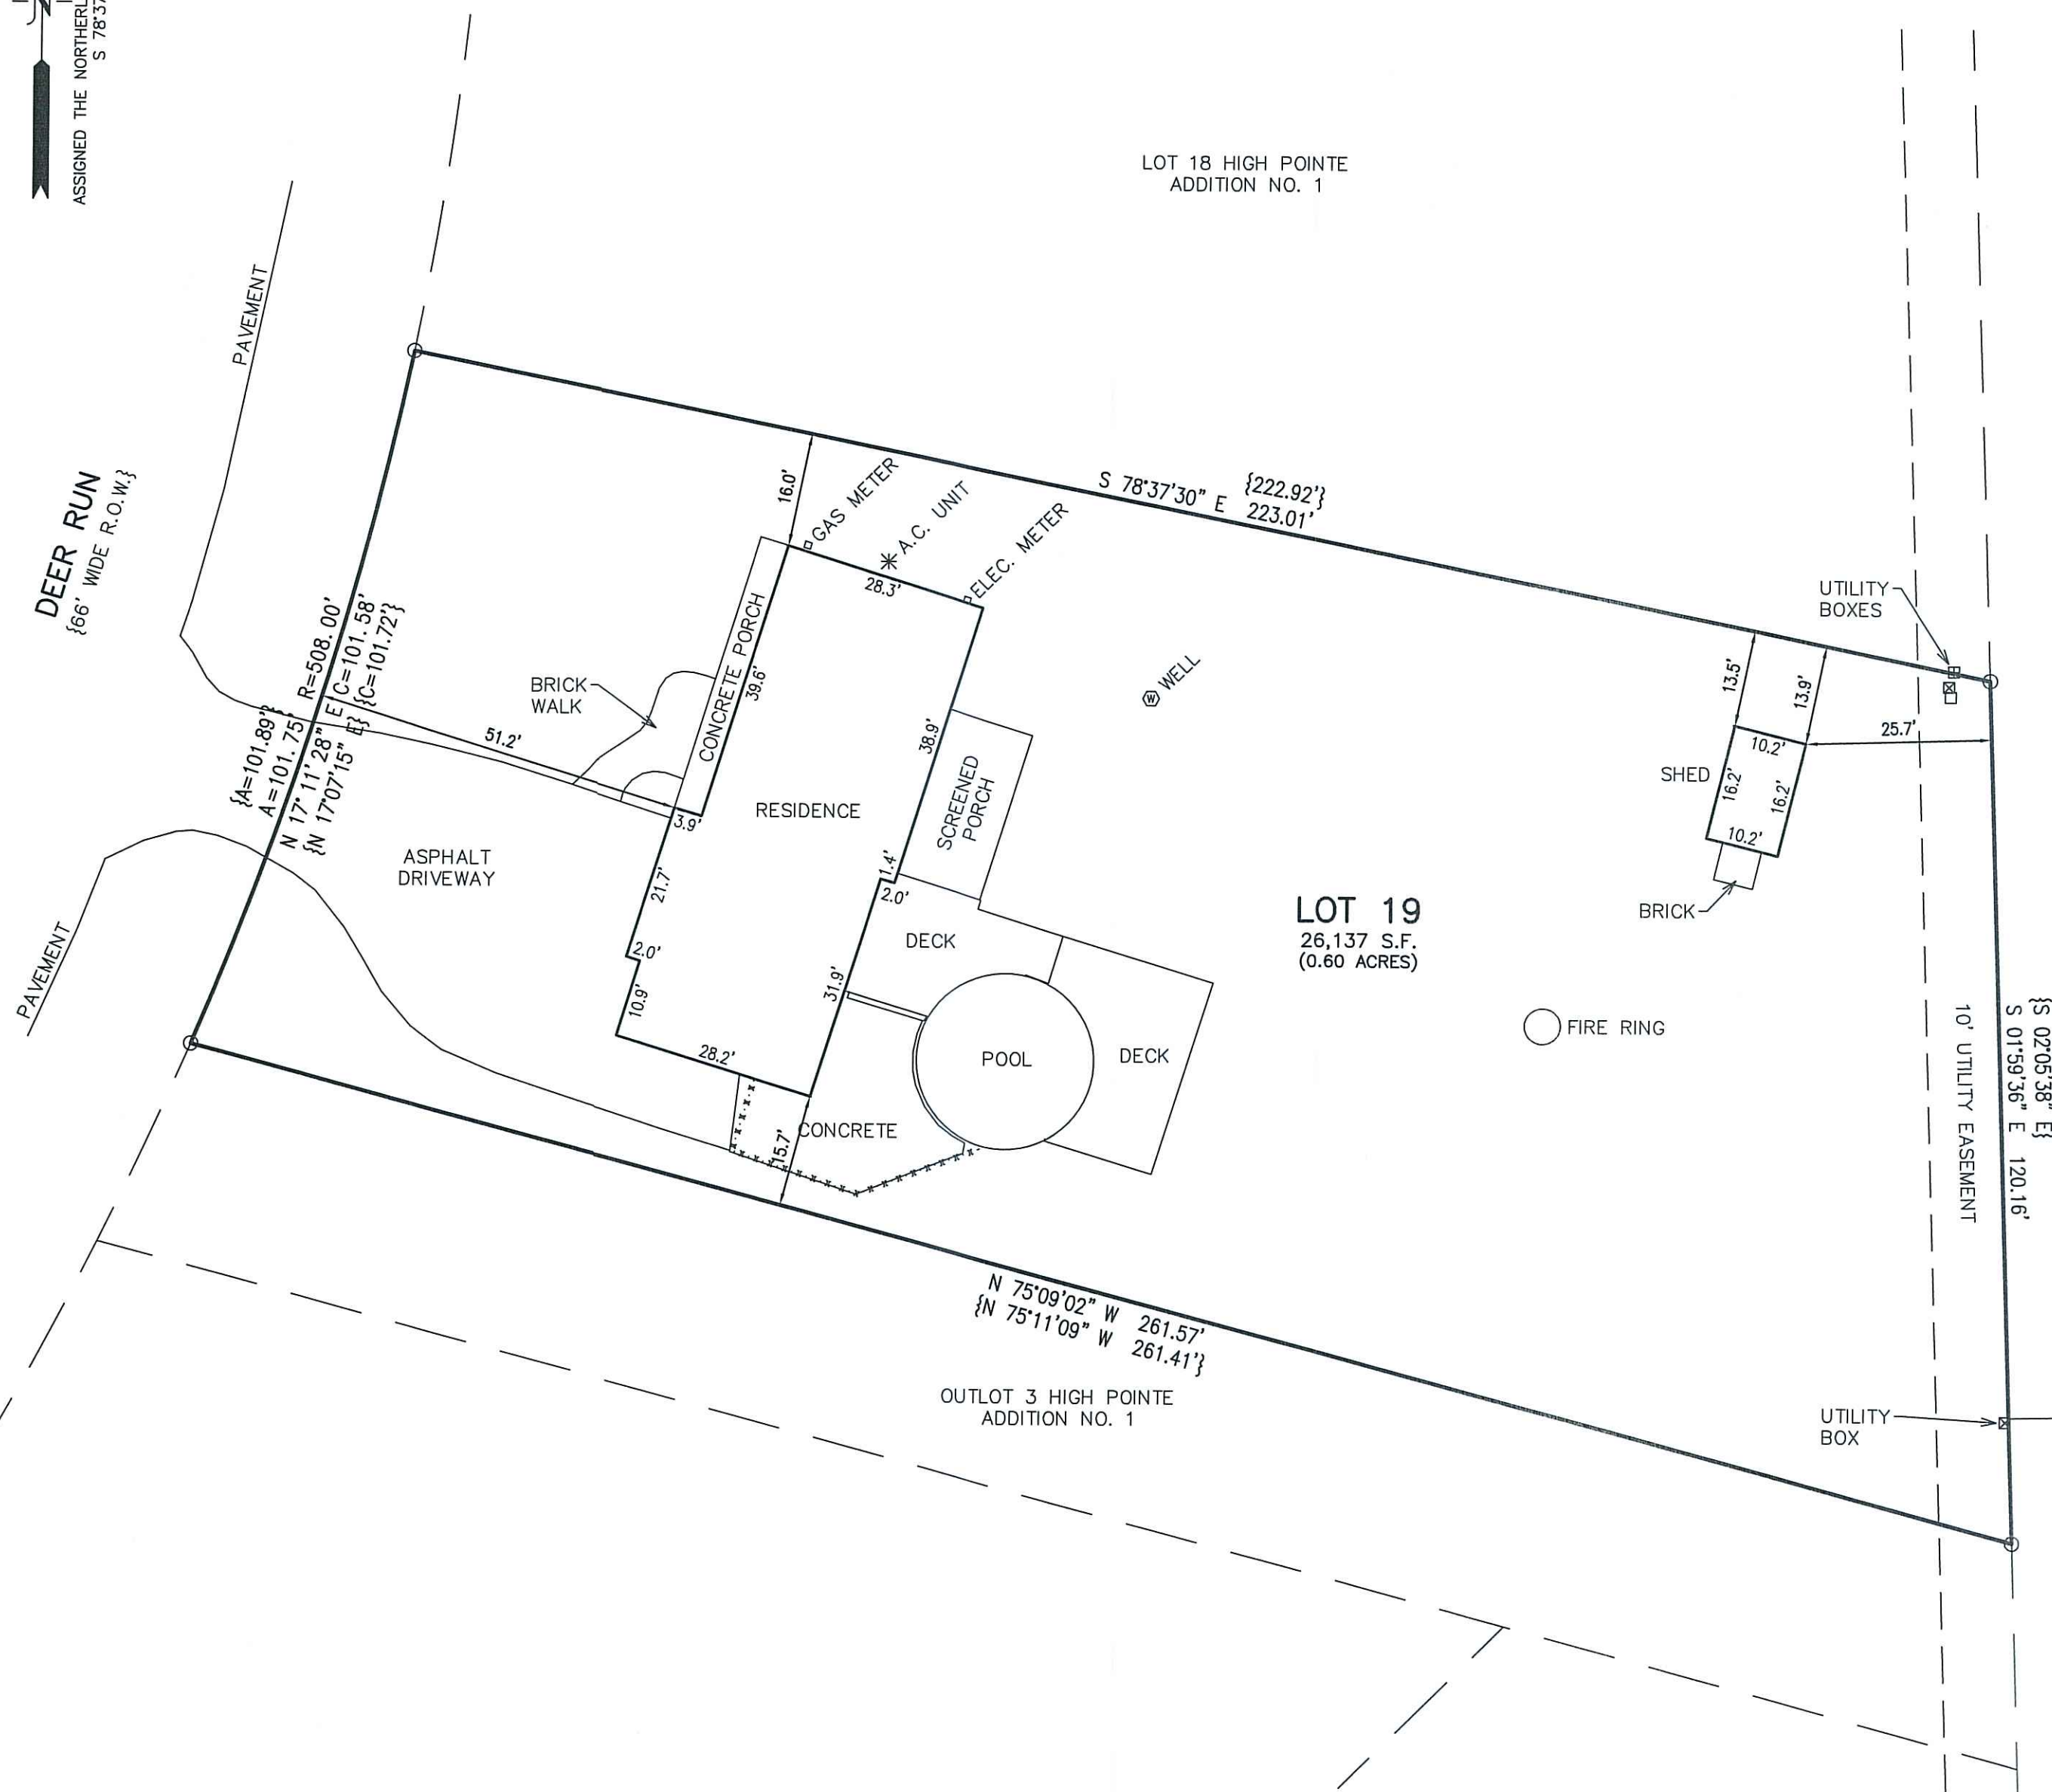 N
ASSIGNED THE NORTHERL
S 78°37
LOT 18 HIGH POINTE
ADDITION NO. 1
PAVEMENT
DEER RUN
{66' WIDE R.O.W.}
16.0'
GAS METER
A.C. UNIT
ELEC. METER
28.3'
S 78°37'30" E
{222.92'}
223.01'
UTILITY
BOXES
R=508.00'
C=101.58'
{C=101.72'}
{A=101.89'}
A=101.75'
N 17°11'28" E
{N 17°07'15" E}
BRICK
WALK
CONCRETE PORCH
39.6'
51.2'
WELL
W
13.5'
13.9'
25.7'
10.2'
SHED
16.2'
16.2'
10.2'
BRICK
38.9'
SCREENED
PORCH
RESIDENCE
3.9'
ASPHALT
DRIVEWAY
21.7'
1.4'
2.0'
LOT 19
26,137 S.F.
(0.60 ACRES)
DECK
2.0'
10.9'
31.9'
PAVEMENT
28.2'
POOL
DECK
FIRE RING
10' UTILITY EASEMENT
{S 02°05'38" E}
S 01°59'36" E 120.16'
CONCRETE
15.7'
N 75°09'02" W 261.57'
{N 75°11'09" W 261.41'}
OUTLOT 3 HIGH POINTE
ADDITION NO. 1
UTILITY
BOX